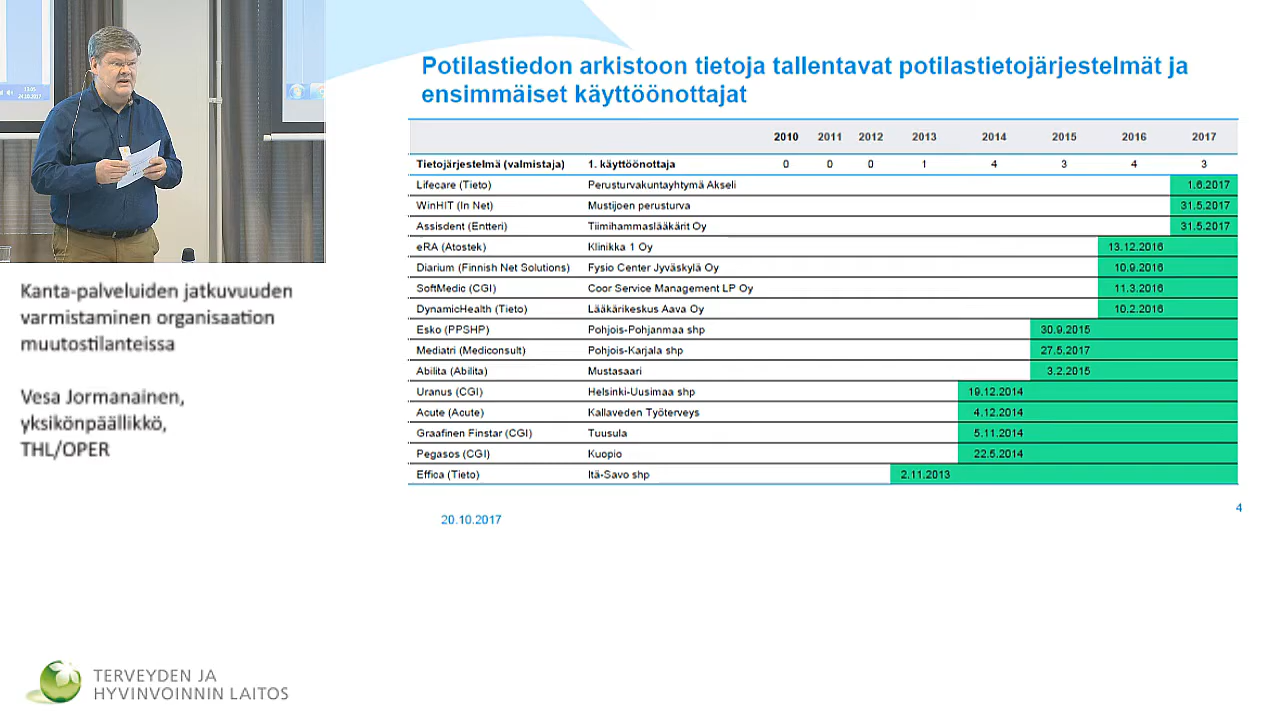 Potilastiedon arkistoon tietoja tallentavat potilastietojärjestelmät ja
ensimmäiset käyttöönottajat
2010 2011 2012 2013 2014 2015 2016 2017
Tietojärjestelmä (valmistaja) 1. käyttöönottaja 0 0 0 1 4 3 4 3
Lifecare (Tieto) Perusturvakuntayhtymä Akseli 1.6.2017
WinHIT (In Net) Mustijoen perusturva 31.5.2017
Assisdent (Entteri) Tiimihammaslääkärit Oy 31.5.2017
eRA (Atostek) Klinikka 1 Oy 13.12.2016
Diarium (Finnish Net Solutions) Fysio Center Jyväskylä Oy 10.9.2016
SoftMedic (CGI) Coor Service Management LP Oy 11.3.2016
DynamicHealth (Tieto) Lääkärikeskus Aava Oy 10.2.2016
Esko (PPSHP) Pohjois-Pohjanmaa shp 30.9.2015
Mediatri (Mediconsult) Pohjois-Karjala shp 27.5.2017
Abilita (Abilita) Mustasaari 3.2.2015
Uranus (CGI) Helsinki-Uusimaa shp 19.12.2014
Acute (Acute) Kallaveden Työterveys 4.12.2014
Graafinen Finstar (CGI) Tuusula 5.11.2014
Pegasos (CGI) Kuopio 22.5.2014
Effica (Tieto) Itä-Savo shp 2.11.2013
20.10.2017
4
Kanta-palveluiden jatkuvuuden
varmistaminen organisaation
muutostilanteissa
Vesa Jormanainen,
yksikönpäällikkö,
THL/OPER
TERVEYDEN JA
HYVINVOINNIN LAITOS